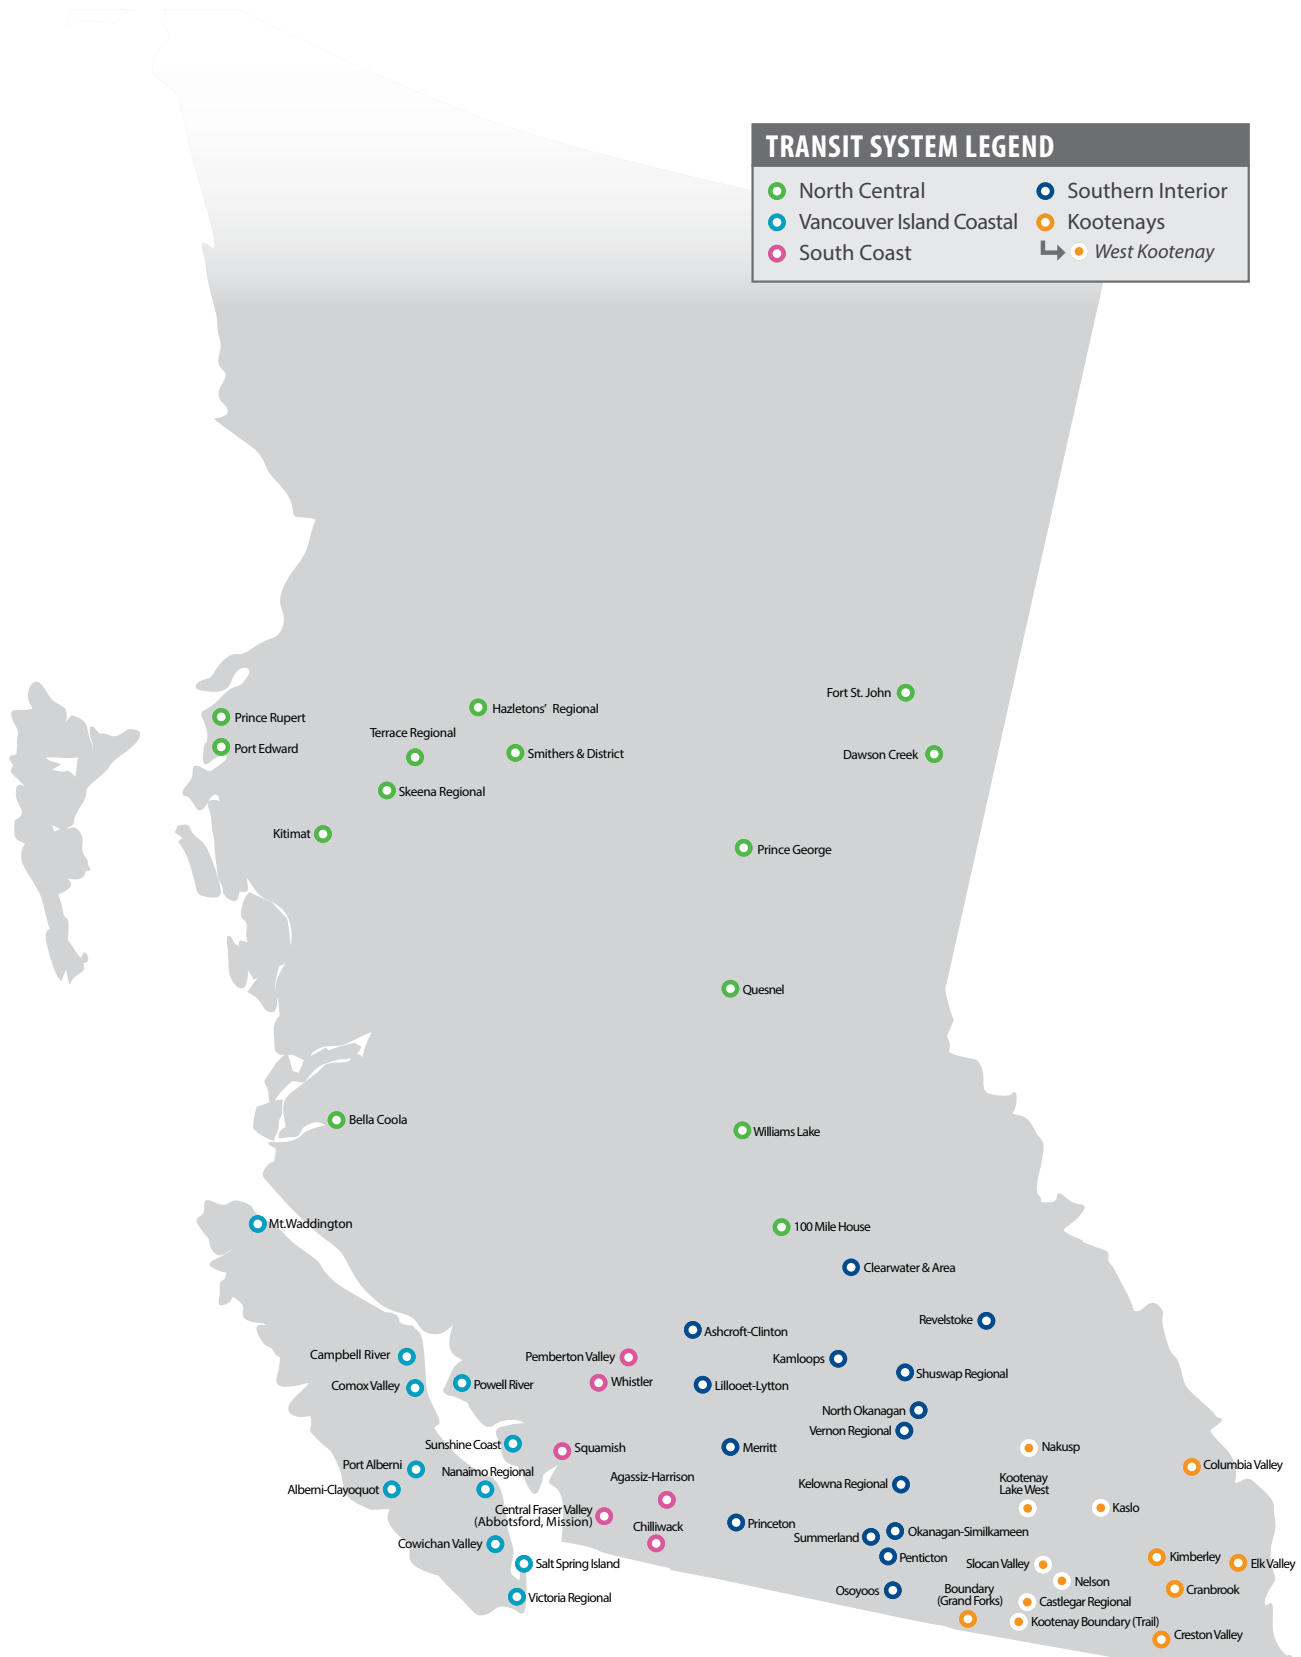 TRANSIT SYSTEM LEGEND
North Central
Southern Interior
Vancouver Island Coastal
Kootenays
South Coast
West Kootenay
Fort St. John
Hazletons' Regional
Prince Rupert
Terrace Regional
Port Edward
Smithers & District
Dawson Creek
Skeena Regional
Kitimat
Prince George
Quesnel
Bella Coola
Williams Lake
Mt.Waddington
100 Mile House
Clearwater & Area
Revelstoke
Ashcroft-Clinton
Campbell River
Pemberton Valley
Kamloops
Shuswap Regional
Comox Valley
Powell River
Whistler
Lillooet-Lytton
North Okanagan
Vernon Regional
Sunshine Coast
Squamish
Merritt
Nakusp
Port Alberni
Nanaimo Regional
Columbia Valley
Agassiz-Harrison
Kootenay
Lake West
Alberni-Clayoquot
Kelowna Regional
Central Fraser Valley
(Abbotsford, Mission)
Kaslo
Chilliwack
Princeton
Okanagan-Similkameen
Summerland
Cowichan Valley
Penticton
Kimberley
Salt Spring Island
Slocan Valley
Elk Valley
Nelson
Osoyoos
Boundary
(Grand Forks)
Cranbrook
Victoria Regional
Castlegar Regional
Kootenay Boundary (Trail)
Creston Valley